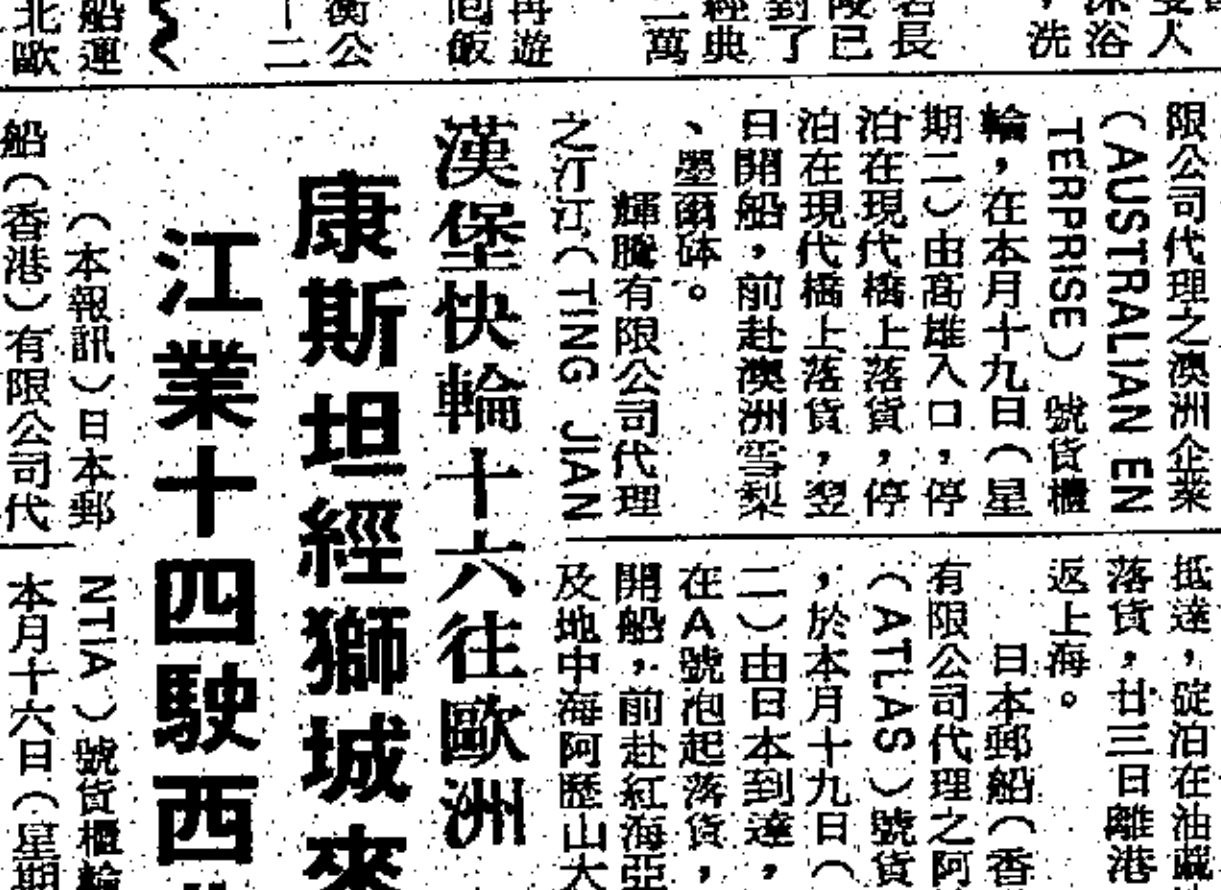 人
沐浴
，洗
長
已
到了
經典
二萬
再遊
飯
衡公
二
船運
北歐
限公司代理之澳洲企業
（AUSTRALIAN EN
TERPRISE）號貨櫃
輪，在本月十九日（星
期二）由高雄入口，停
泊在現代橋上落貨，停
泊在現代橋上落貨，翌
日開船，前赴澳洲雪梨
、墨爾砵。
輝騰有限公司代理
之汀江（TING JIAN
抵達，碇泊在油蔴
落貨，廿三日離港
返上海。
日本郵船（香
有限公司代理之阿
（ATLAS）號貨
，於本月十九日（
二）由日本到達，
在A號泡起落貨，
開船，前赴紅海亞
及地中海阿歷山大
漢堡快輪十六往歐洲
康斯坦經獅城來
江業十四駛西
（本報訊）日本郵
船（香港）有限公司代
NTIA）號貨櫃輪
本月十六日（星期